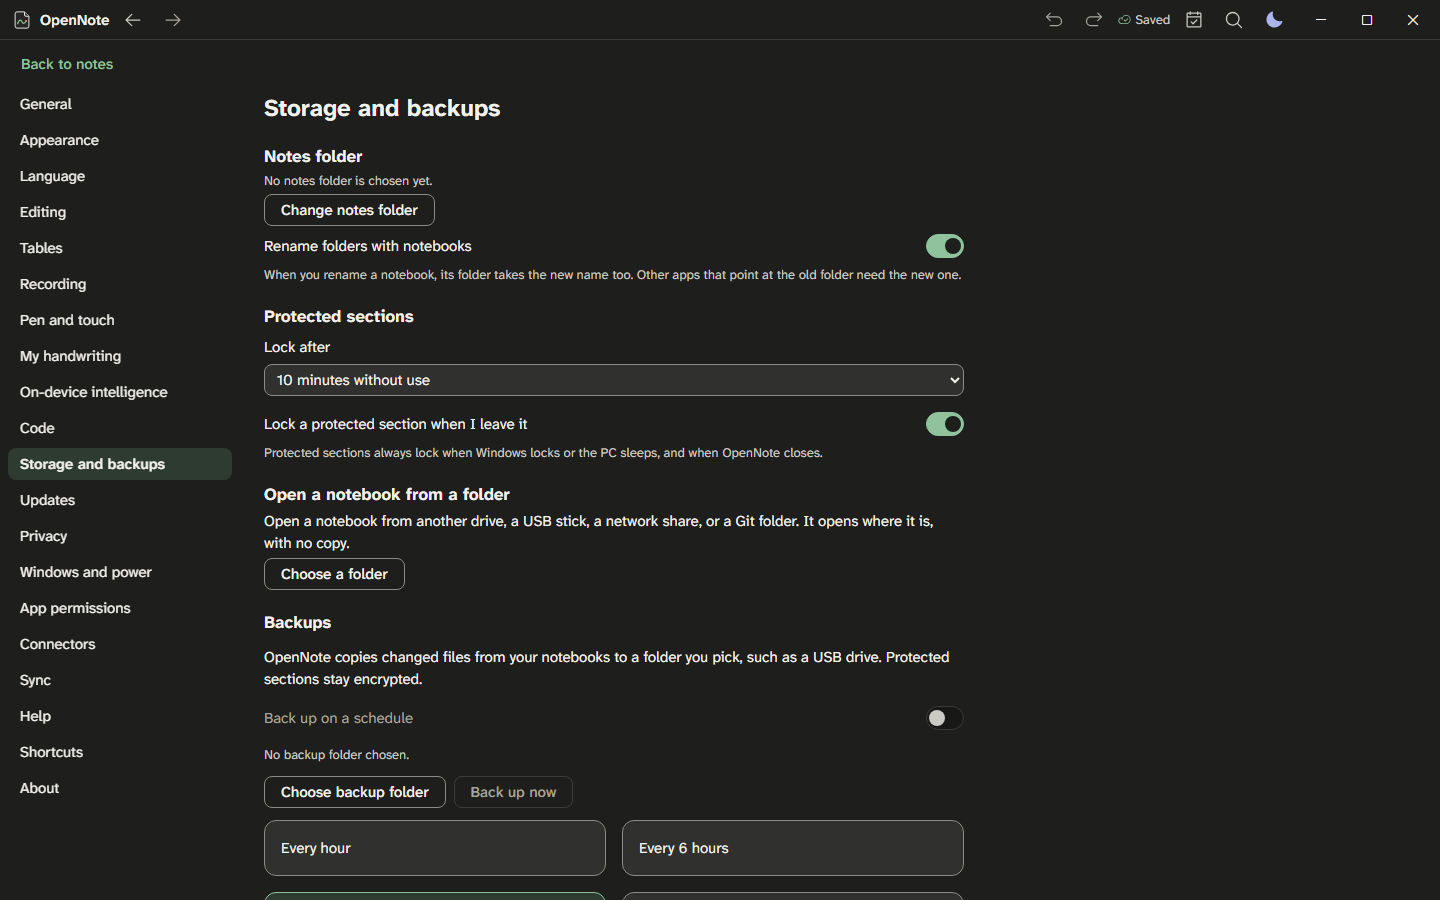 OpenNote
Saved
Back to notes
General
Appearance
Language
Editing
Tables
Recording
Pen and touch
My handwriting
On-device intelligence
Code
Storage and backups
Updates
Privacy
Windows and power
App permissions
Connectors
Sync
Help
Shortcuts
About
Storage and backups
Notes folder
No notes folder is chosen yet.
Change notes folder
Rename folders with notebooks
When you rename a notebook, its folder takes the new name too. Other apps that point at the old folder need the new one.
Protected sections
Lock after
10 minutes without use
Lock a protected section when I leave it
Protected sections always lock when Windows locks or the PC sleeps, and when OpenNote closes.
Open a notebook from a folder
Open a notebook from another drive, a USB stick, a network share, or a Git folder. It opens where it is,
with no copy.
Choose a folder
Backups
OpenNote copies changed files from your notebooks to a folder you pick, such as a USB drive. Protected
sections stay encrypted.
Back up on a schedule
No backup folder chosen.
Choose backup folder
Back up now
Every hour
Every 6 hours